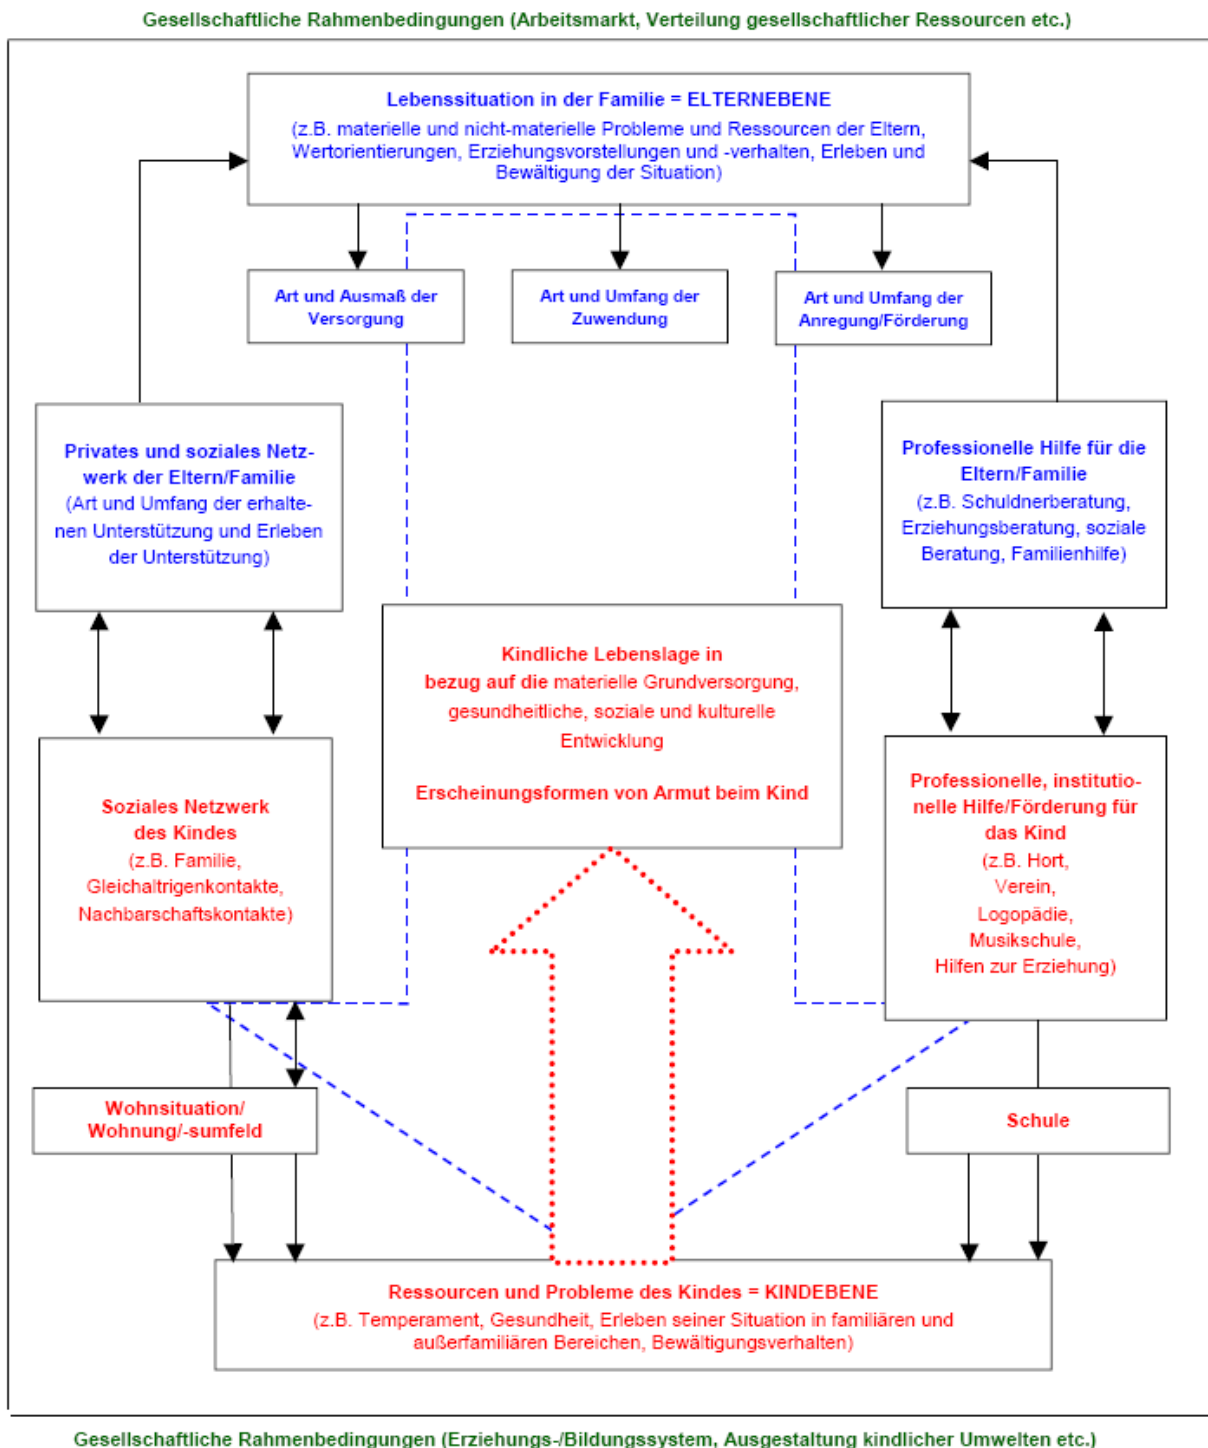 Gesellschaftliche Rahmenbedingungen (Arbeitsmarkt, Verteilung gesellschaftlicher Ressourcen etc.)
Lebenssituation in der Familie = ELTERNEBENE
(z.B. materielle und nicht-materielle Probleme und Ressourcen der Eltern,
Wertorientierungen, Erziehungsvorstellungen und -verhalten, Erleben und
Bewältigung der Situation)
Art und Ausmaß der
Versorgung
Art und Umfang der
Zuwendung
Art und Umfang der
Anregung/Förderung
Privates und soziales Netz-
werk der Eltern/Familie
(Art und Umfang der erhalte-
nen Unterstützung und Erleben
der Unterstützung)
Professionelle Hilfe für die
Eltern/Familie
(z.B. Schuldnerberatung,
Erziehungsberatung, soziale
Beratung, Familienhilfe)
Kindliche Lebenslage in
bezug auf die materielle Grundversorgung,
gesundheitliche, soziale und kulturelle
Entwicklung
Erscheinungsformen von Armut beim Kind
Soziales Netzwerk
des Kindes
(z.B. Familie,
Gleichaltrigenkontakte,
Nachbarschaftskontakte)
Professionelle, institutio-
nelle Hilfe/Förderung für
das Kind
(z.B. Hort,
Verein,
Logopädie,
Musikschule,
Hilfen zur Erziehung)
Wohnsituation/
Wohnung/-sumfeld
Schule
Ressourcen und Probleme des Kindes = KINDEBENE
(z.B. Temperament, Gesundheit, Erleben seiner Situation in familiären und
außerfamiliären Bereichen, Bewältigungsverhalten)
Gesellschaftliche Rahmenbedingungen (Erziehungs-/Bildungssystem, Ausgestaltung kindlicher Umwelten etc.)